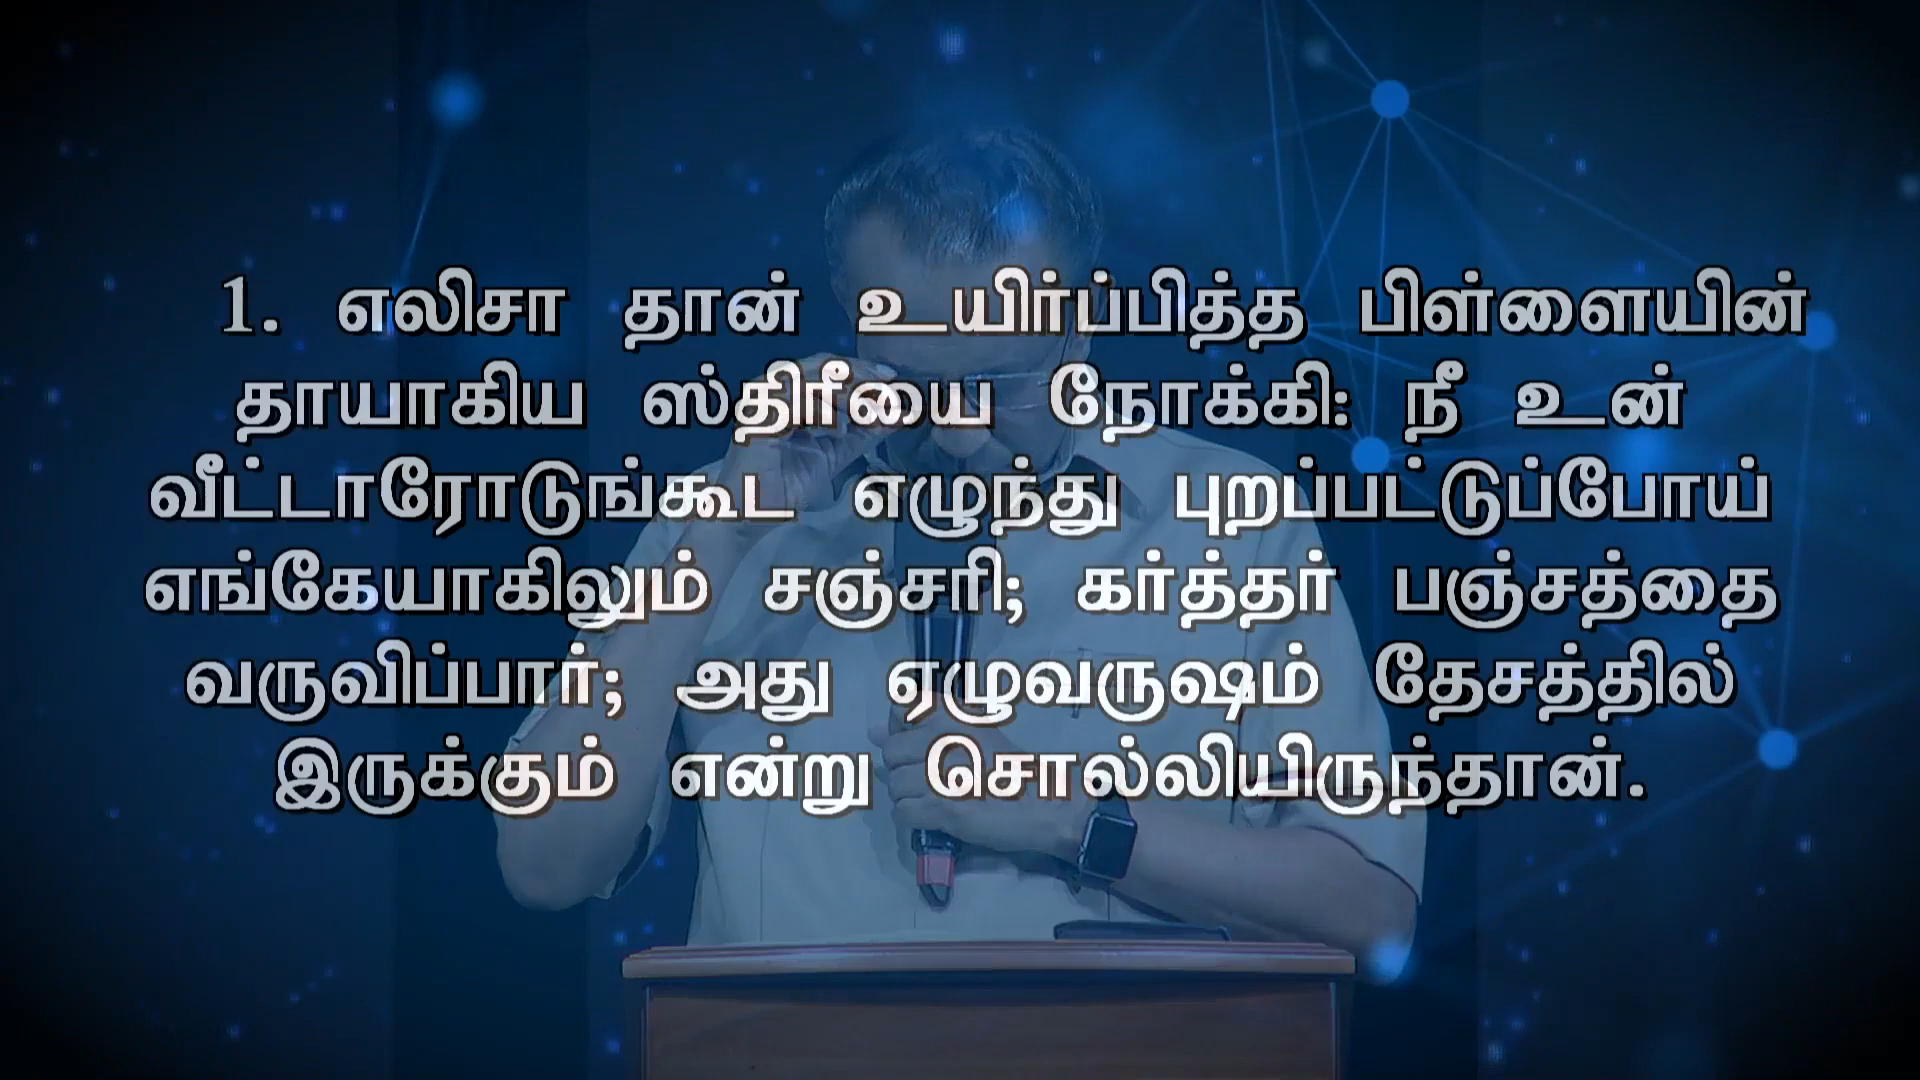 1. எலிசா தான் உயிர்ப்பித்த பிள்ளையின்
தாயாகிய ஸ்திரீயை நோக்கி: நீ உன்
வீட்டாரோடுங்கூட எழுந்து புறப்பட்டுப்போய்
எங்கேயாகிலும் சஞ்சரி; கர்த்தர் பஞ்சத்தை
வருவிப்பார்; அது ஏழுவருஷம் தேசத்தில்
இருக்கும் என்று சொல்லியிருந்தான்.